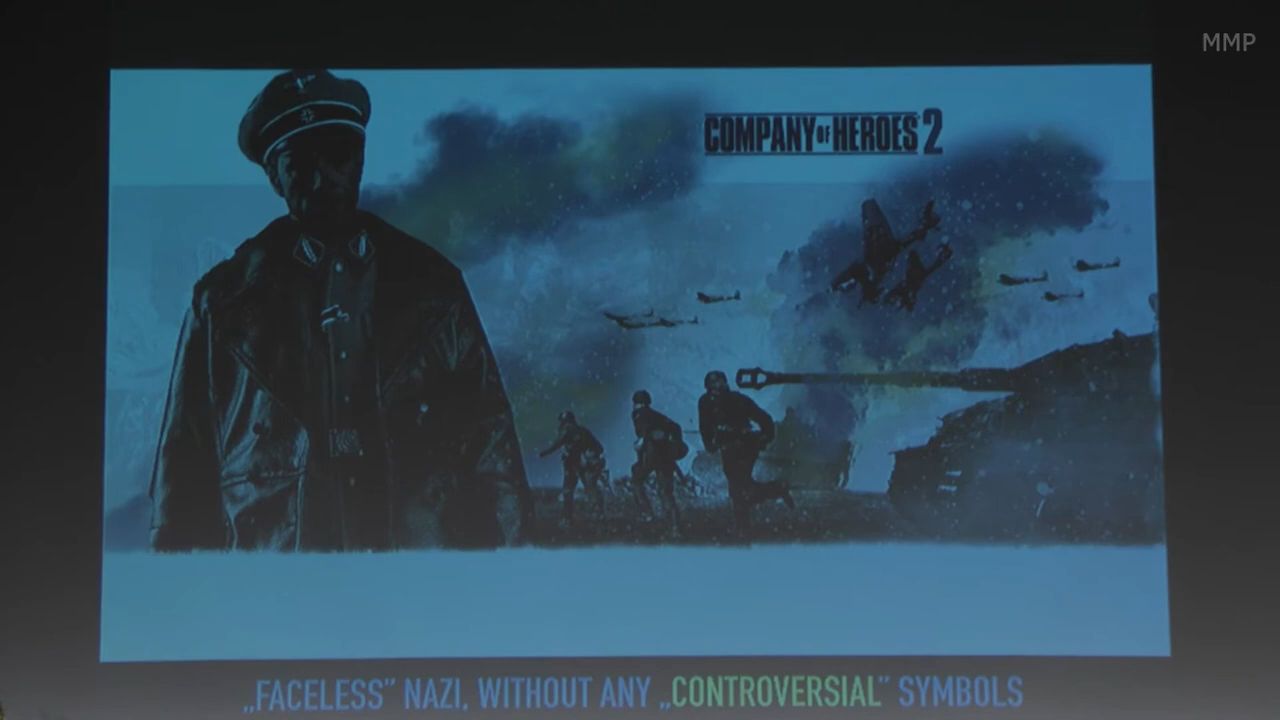 MMP
COMPANY OF HEROES 2
„FACELESS” NAZI, WITHOUT ANY „CONTROVERSIAL” SYMBOLS